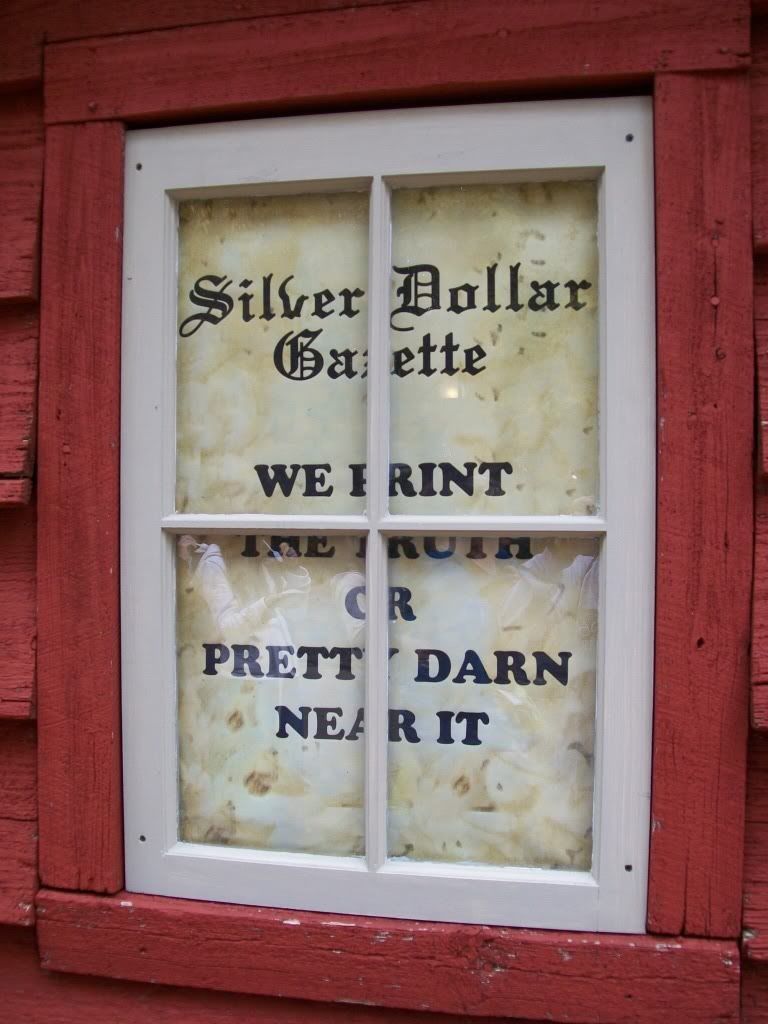 Silver Dollar
Gazette
WE PRINT
THE TRUTH
OR
PRETTY DARN
NEAR IT